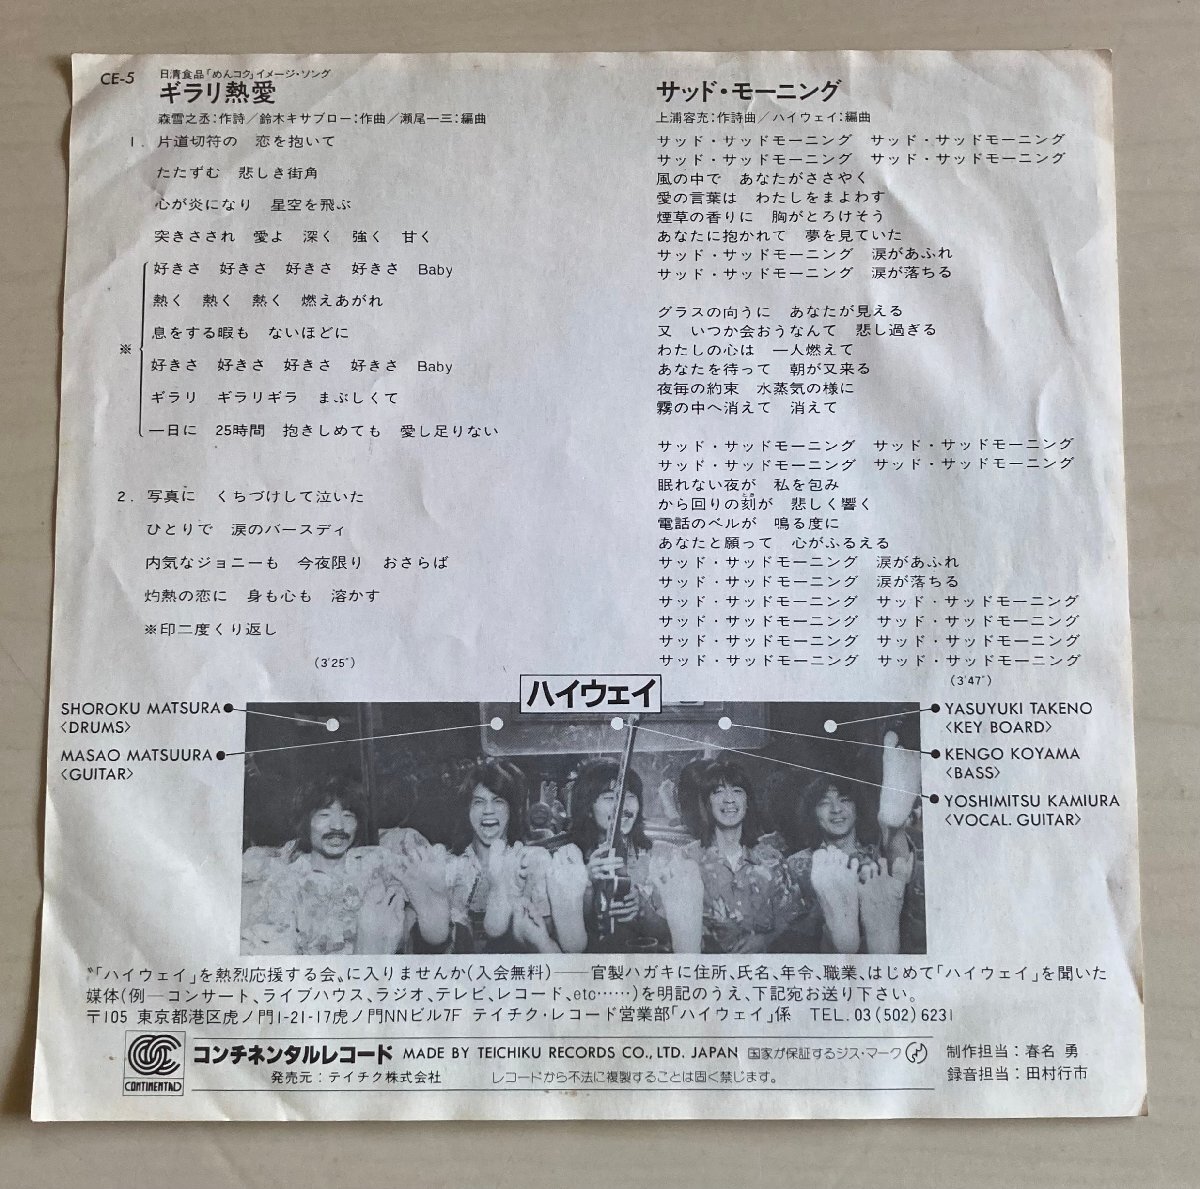 CE-5
日清食品「めんコク」イメージ・ソング
ギラリ熱愛
森雪之丞:作詩／鈴木キサブロー:作曲／瀬尾一三:編曲
1. 片道切符の 恋を抱いて
たたずむ 悲しき街角
心が炎になり 星空を飛ぶ
突きさされ 愛よ 深く 強く 甘く
好きさ 好きさ 好きさ 好きさ Baby
熱く 熱く 熱く 燃えあがれ
息をする暇も ないほどに
※
好きさ 好きさ 好きさ 好きさ Baby
ギラリ ギラリギラ まぶしくて
一日に 25時間 抱きしめても 愛し足りない
2. 写真に くちづけして泣いた
ひとりで 涙のバースディ
内気なジョニーも 今夜限り おさらば
灼熱の恋に 身も心も 溶かす
※印二度くり返し
(3'25")
サッド・モーニング
上浦容充:作詩曲／ハイウェイ:編曲
サッド・サッドモーニング サッド・サッドモーニング
サッド・サッドモーニング サッド・サッドモーニング
風の中で あなたがささやく
愛の言葉は わたしをまよわす
煙草の香りに 胸がとろけそう
あなたに抱かれて 夢を見ていた
サッド・サッドモーニング 涙があふれ
サッド・サッドモーニング 涙が落ちる
グラスの向うに あなたが見える
又 いつか会おうなんて 悲し過ぎる
わたしの心は 一人燃えて
あなたを待って 朝が又来る
夜毎の約束 水蒸気の様に
霧の中へ消えて 消えて
サッド・サッドモーニング サッド・サッドモーニング
サッド・サッドモーニング サッド・サッドモーニング
眠れない夜が 私を包み
から回りの刻が 悲しく響く
電話のベルが 鳴る度に
あなたと願って 心がふるえる
サッド・サッドモーニング 涙があふれ
サッド・サッドモーニング 涙が落ちる
サッド・サッドモーニング サッド・サッドモーニング
サッド・サッドモーニング サッド・サッドモーニング
サッド・サッドモーニング サッド・サッドモーニング
サッド・サッドモーニング サッド・サッドモーニング
(3'47")
ハイウェイ
SHOROKU MATSURA
〈DRUMS〉
MASAO MATSUURA
〈GUITAR〉
YASUYUKI TAKENO
〈KEY BOARD〉
KENGO KOYAMA
〈BASS〉
YOSHIMITSU KAMIURA
〈VOCAL. GUITAR〉
〝「ハイウェイ」を熱烈応援する会〟に入りませんか(入会無料)――官製ハガキに住所、氏名、年令、職業、はじめて「ハイウェイ」を聞いた
媒体(例―コンサート、ライブハウス、ラジオ、テレビ、レコード、etc……)を明記のうえ、下記宛お送り下さい。
〒105 東京都港区虎ノ門1-21-17虎ノ門NNビル7F テイチク・レコード営業部「ハイウェイ」係 TEL. 03 (502) 6231
CONTINENTAL
コンチネンタルレコード MADE BY TEICHIKU RECORDS CO., LTD. JAPAN 国家が保証するジス・マーク
発売元：テイチク株式会社 レコードから不法に複製することは固く禁じます。
制作担当：春名 勇
録音担当：田村行市